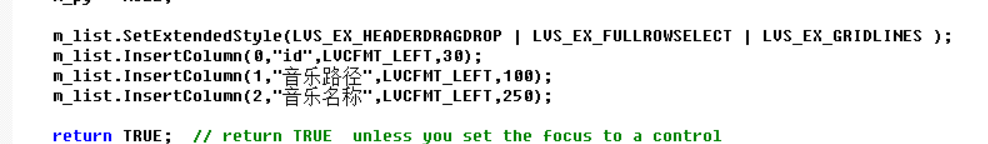 m_list.SetExtendedStyle(LVS_EX_HEADERDRAGDROP | LVS_EX_FULLROWSELECT | LVS_EX_GRIDLINES );
m_list.InsertColumn(0,"id",LVCFMT_LEFT,30);
m_list.InsertColumn(1,"音乐路径",LVCFMT_LEFT,100);
m_list.InsertColumn(2,"音乐名称",LVCFMT_LEFT,250);
return TRUE;  // return TRUE  unless you set the focus to a control